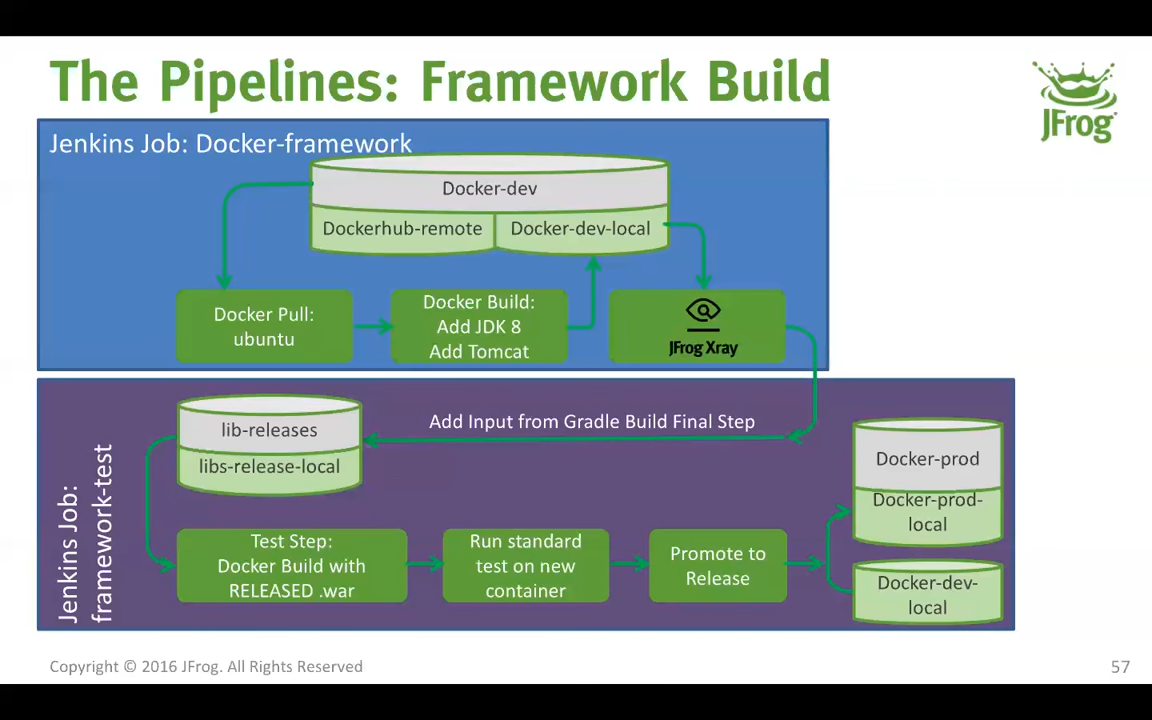 The Pipelines: Framework Build
JFrog
Jenkins Job: Docker-framework
Docker-dev
Dockerhub-remote
Docker-dev-local
Docker Pull:
ubuntu
Docker Build:
Add JDK 8
Add Tomcat
JFrog Xray
Jenkins Job:
framework-test
lib-releases
libs-release-local
Add Input from Gradle Build Final Step
Test Step:
Docker Build with
RELEASED .war
Run standard
test on new
container
Promote to
Release
Docker-prod
Docker-prod-
local
Docker-dev-
local
Copyright © 2016 JFrog. All Rights Reserved
57